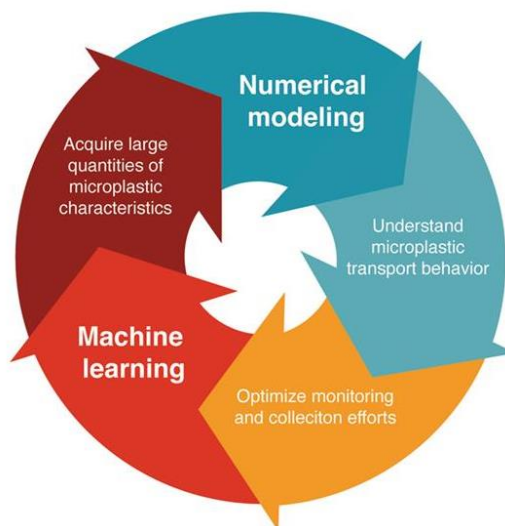 Numerical
modeling
Understand
microplastic
transport behavior
Optimize monitoring
and colleciton efforts
Machine
learning
Acquire large
quantities of
microplastic
characteristics